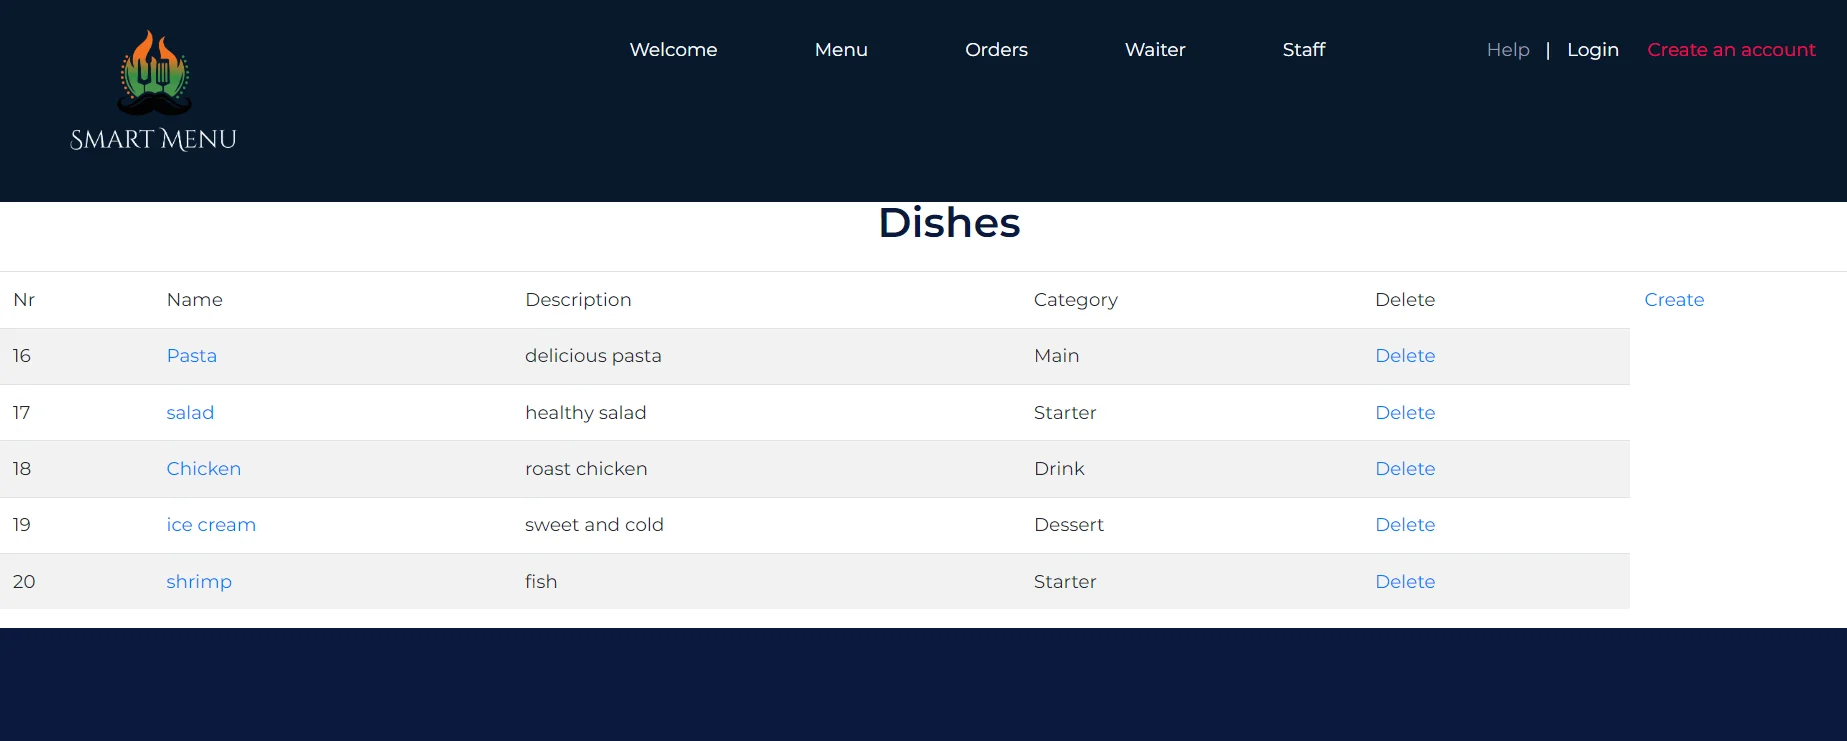 Welcome Menu Orders Waiter Staff Help | Login Create an account
SMART MENU
Dishes
Nr Name Description Category Delete Create
16 Pasta delicious pasta Main Delete
17 salad healthy salad Starter Delete
18 Chicken roast chicken Drink Delete
19 ice cream sweet and cold Dessert Delete
20 shrimp fish Starter Delete